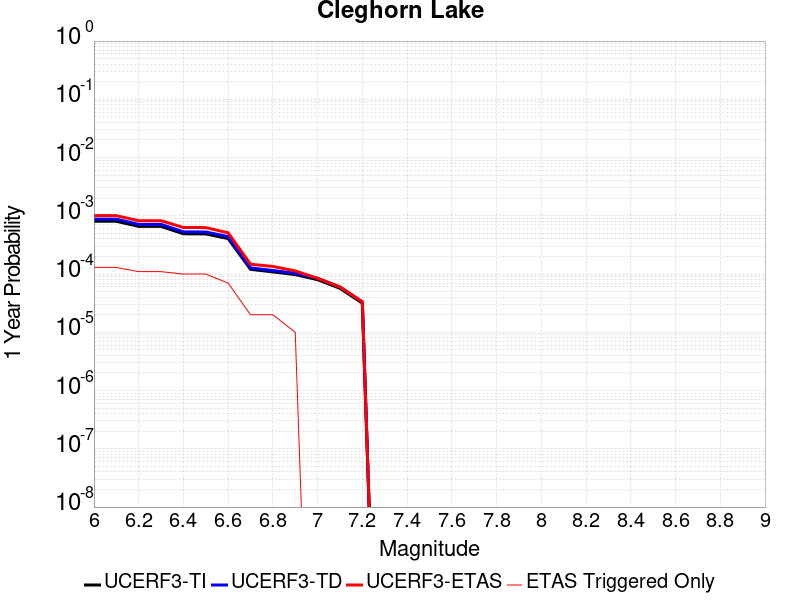 Cleghorn Lake
10^0
10^-1
10^-2
10^-3
10^-4
10^-5
10^-6
10^-7
10^-8
1 Year Probability
6 6.2 6.4 6.6 6.8 7 7.2 7.4 7.6 7.8 8 8.2 8.4 8.6 8.8 9
Magnitude
UCERF3-TI UCERF3-TD UCERF3-ETAS ETAS Triggered Only